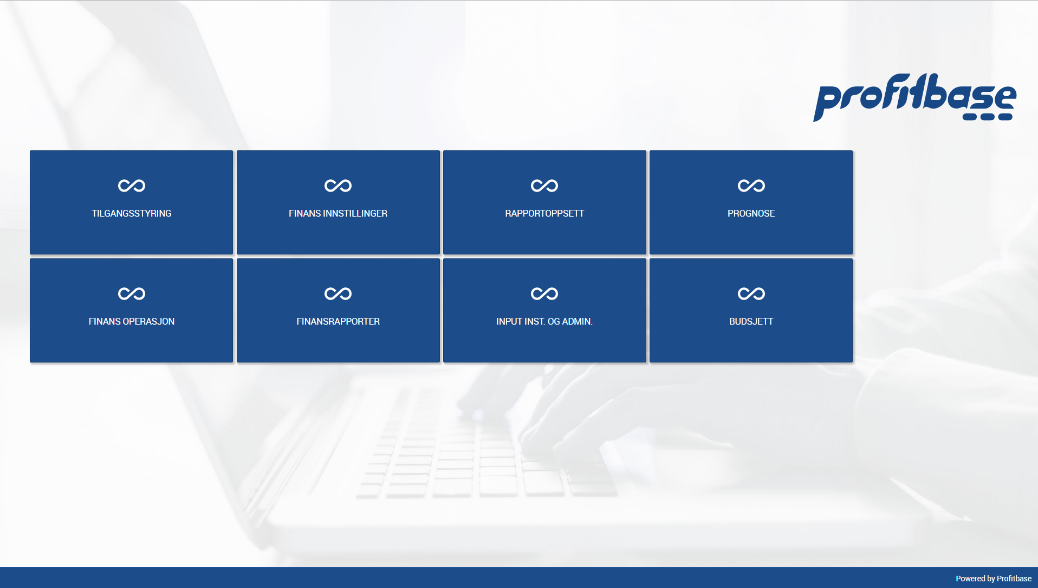 profitbase
TILGANGSSTYRING
FINANS INNSTILLINGER
RAPPORTOPPSETT
PROGNOSE
FINANS OPERASJON
FINANSRAPPORTER
INPUT INST. OG ADMIN.
BUDSJETT
Powered by Profitbase